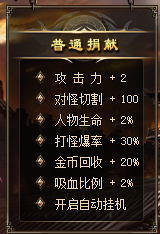 普通捐献
攻击力 + 2
对怪切割 + 100
人物生命 + 2%
打怪爆率 + 30%
金币回收 + 20%
吸血比例 + 2%
开启自动挂机